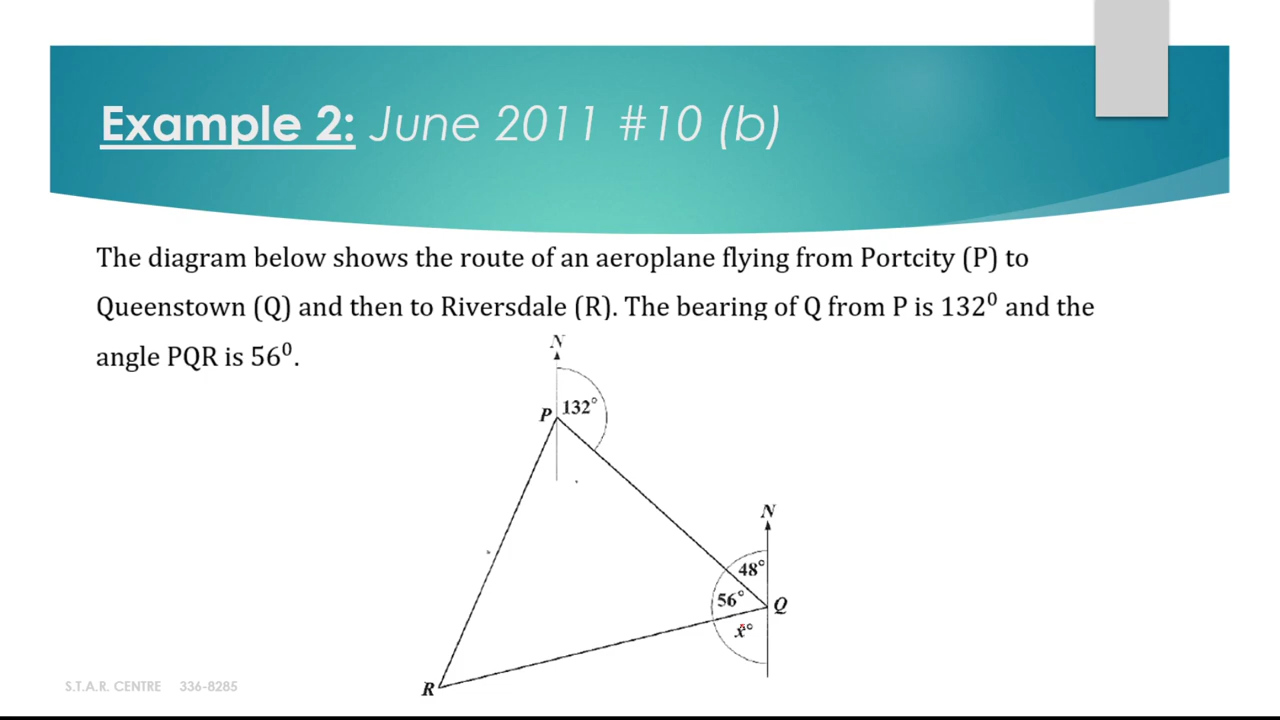 Example 2: June 2011 #10 (b)
The diagram below shows the route of an aeroplane flying from Portcity (P) to
Queenstown (Q) and then to Riversdale (R). The bearing of Q from P is 132⁰ and the
angle PQR is 56⁰.
N
P 132°
N
48°
56° Q
x°
R
S.T.A.R. CENTRE 336-8285